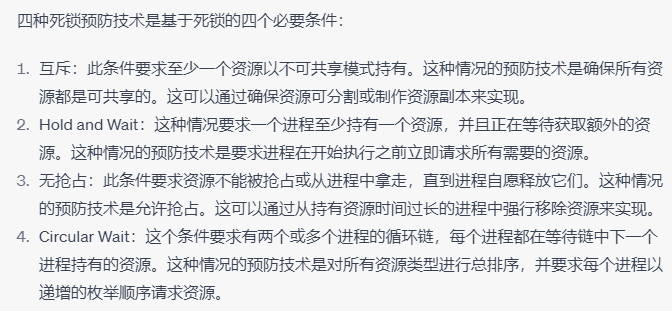 四种死锁预防技术是基于死锁的四个必要条件：
1. 互斥：此条件要求至少一个资源以不可共享模式持有。这种情况的预防技术是确保所有资
源都是可共享的。这可以通过确保资源可分割或制作资源副本来实现。
2. Hold and Wait：这种情况要求一个进程至少持有一个资源，并且正在等待获取额外的资
源。这种情况的预防技术是要求进程在开始执行之前立即请求所有需要的资源。
3. 无抢占：此条件要求资源不能被抢占或从进程中拿走，直到进程自愿释放它们。这种情况
的预防技术是允许抢占。这可以通过从持有资源时间过长的进程中强行移除资源来实现。
4. Circular Wait：这个条件要求有两个或多个进程的循环链，每个进程都在等待链中下一个
进程持有的资源。这种情况的预防技术是对所有资源类型进行总排序，并要求每个进程以
递增的枚举顺序请求资源。